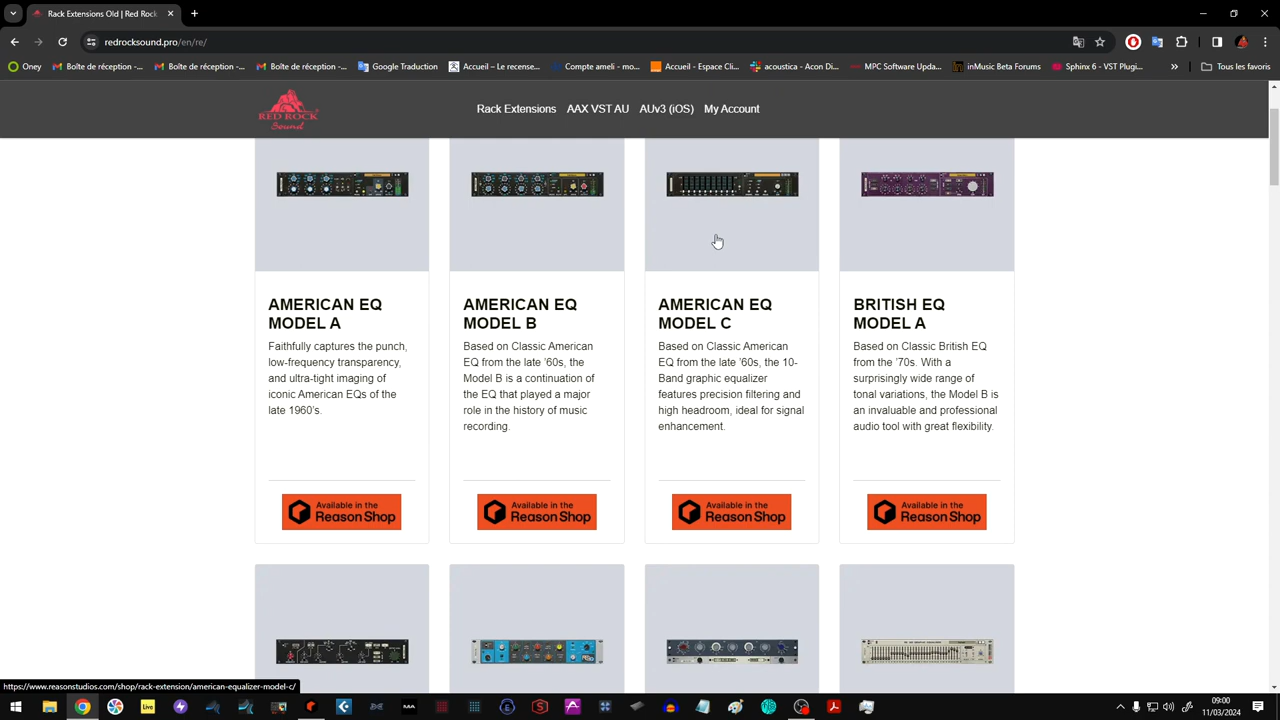 Rack Extensions Old | Red Rock
redrocksound.pro/en/re/
Oney
Boîte de réception -...
Boîte de réception -...
Boîte de réception -...
Google Traduction
Accueil – Le recense...
Compte ameli - mo...
Accueil - Espace Cli...
acoustica - Acon Di...
MPC Software Upda...
inMusic Beta Forums
Sphinx 6 - VST Plugi...
Tous les favoris
RED ROCK
Sound
Rack Extensions
AAX VST AU
AUv3 (iOS)
My Account
AMERICAN EQ
MODEL A
Faithfully captures the punch,
low-frequency transparency,
and ultra-tight imaging of
iconic American EQs of the
late 1960's.
Available in the
Reason Shop
AMERICAN EQ
MODEL B
Based on Classic American
EQ from the late '60s, the
Model B is a continuation of
the EQ that played a major
role in the history of music
recording.
Available in the
Reason Shop
AMERICAN EQ
MODEL C
Based on Classic American
EQ from the late '60s, the 10-
Band graphic equalizer
features precision filtering and
high headroom, ideal for signal
enhancement.
Available in the
Reason Shop
BRITISH EQ
MODEL A
Based on Classic British EQ
from the '70s. With a
surprisingly wide range of
tonal variations, the Model B is
an invaluable and professional
audio tool with great flexibility.
Available in the
Reason Shop
https://www.reasonstudios.com/shop/rack-extension/american-equalizer-model-c/
Live
09:00
11/03/2024